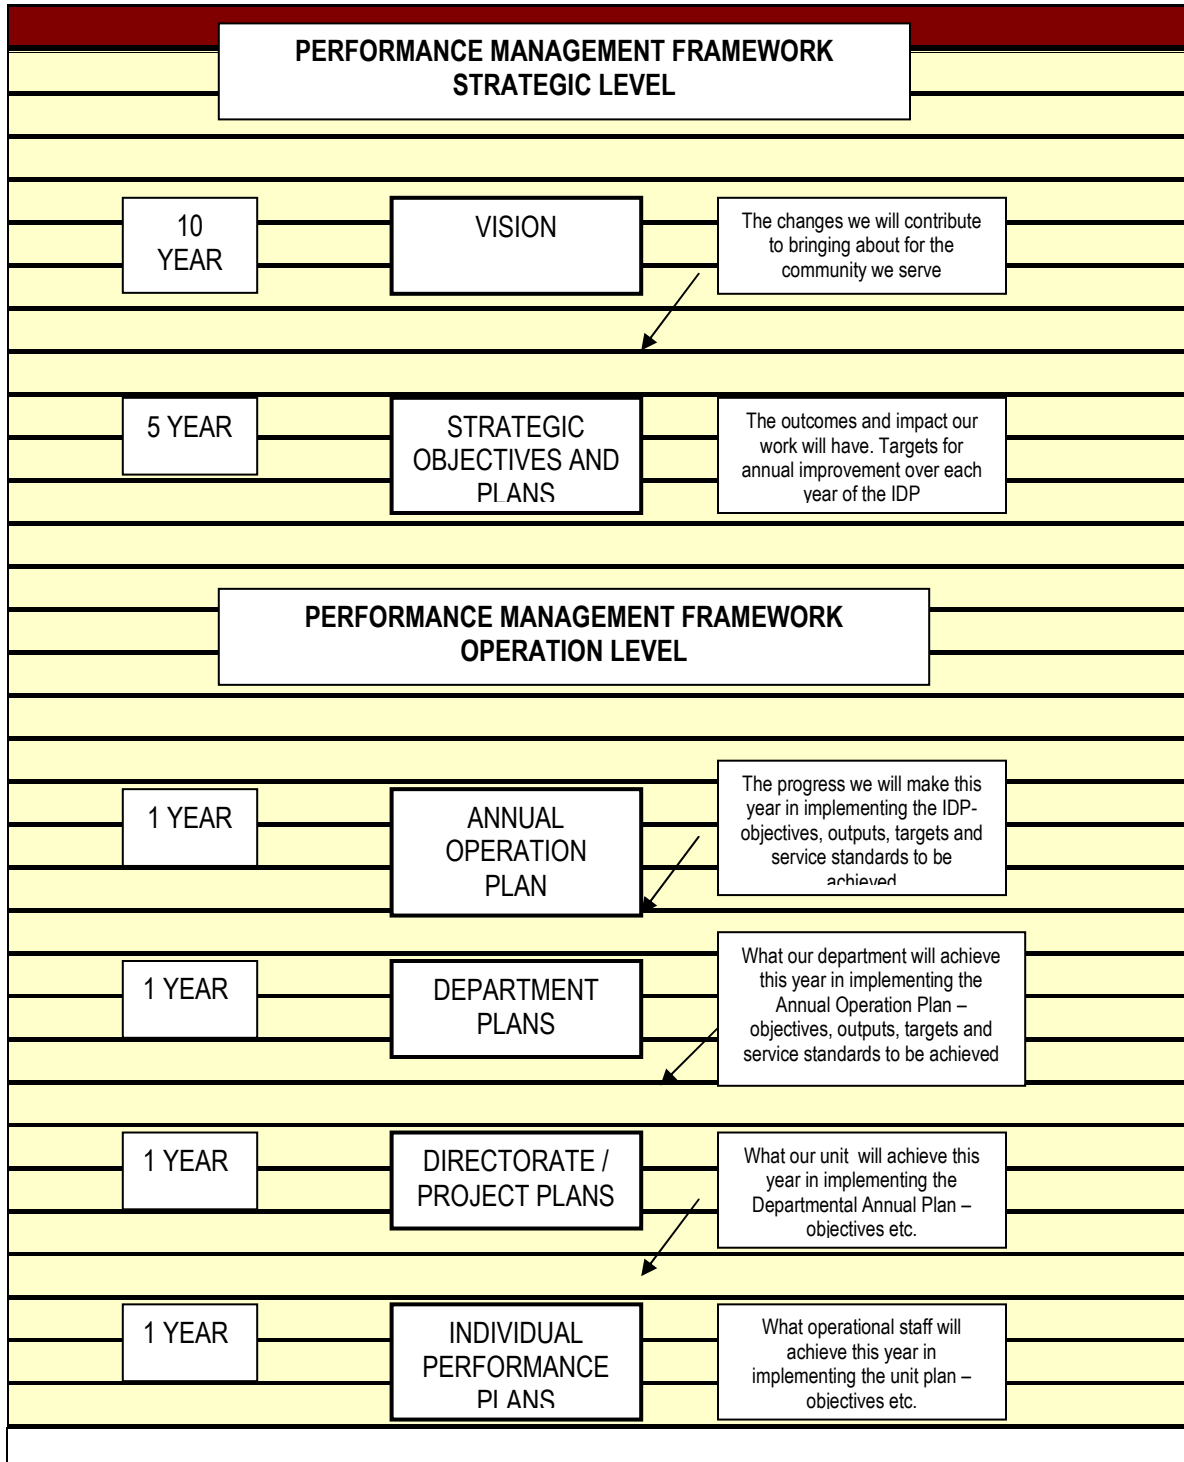 PERFORMANCE MANAGEMENT FRAMEWORK
STRATEGIC LEVEL
10
YEAR
VISION
The changes we will contribute
to bringing about for the
community we serve
5 YEAR
STRATEGIC
OBJECTIVES AND
PLANS
The outcomes and impact our
work will have. Targets for
annual improvement over each
year of the IDP
PERFORMANCE MANAGEMENT FRAMEWORK
OPERATION LEVEL
1 YEAR
ANNUAL
OPERATION
PLAN
The progress we will make this
year in implementing the IDP-
objectives, outputs, targets and
service standards to be
achieved
1 YEAR
DEPARTMENT
PLANS
What our department will achieve
this year in implementing the
Annual Operation Plan –
objectives, outputs, targets and
service standards to be achieved
1 YEAR
DIRECTORATE /
PROJECT PLANS
What our unit  will achieve this
year in implementing the
Departmental Annual Plan –
objectives etc.
1 YEAR
INDIVIDUAL
PERFORMANCE
PLANS
What operational staff will
achieve this year in
implementing the unit plan –
objectives etc.